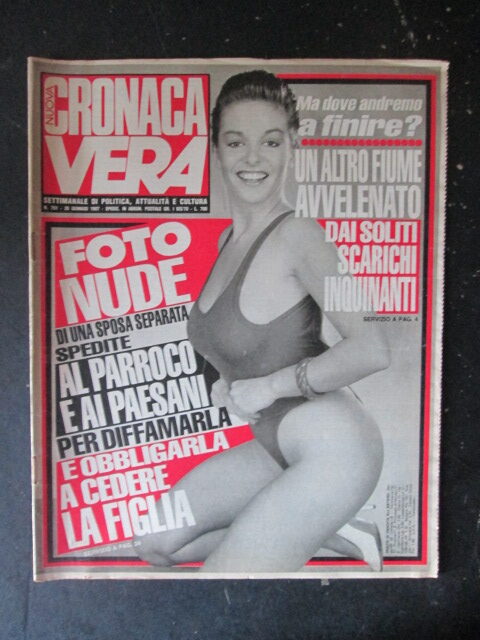 NUOVA
CRONACA
VERA
SETTIMANALE DI POLITICA, ATTUALITÀ E CULTURA
Ma dove andremo
a finire?
UN ALTRO FIUME
AVVELENATO
DAI SOLITI
SCARICHI
INQUINANTI
SERVIZIO A PAG. 4
FOTO
NUDE
DI UNA SPOSA SEPARATA
SPEDITE
AL PARROCO
E AI PAESANI
PER DIFFAMARLA
E OBBLIGARLA
A CEDERE
LA FIGLIA
SERVIZIO A PAG.